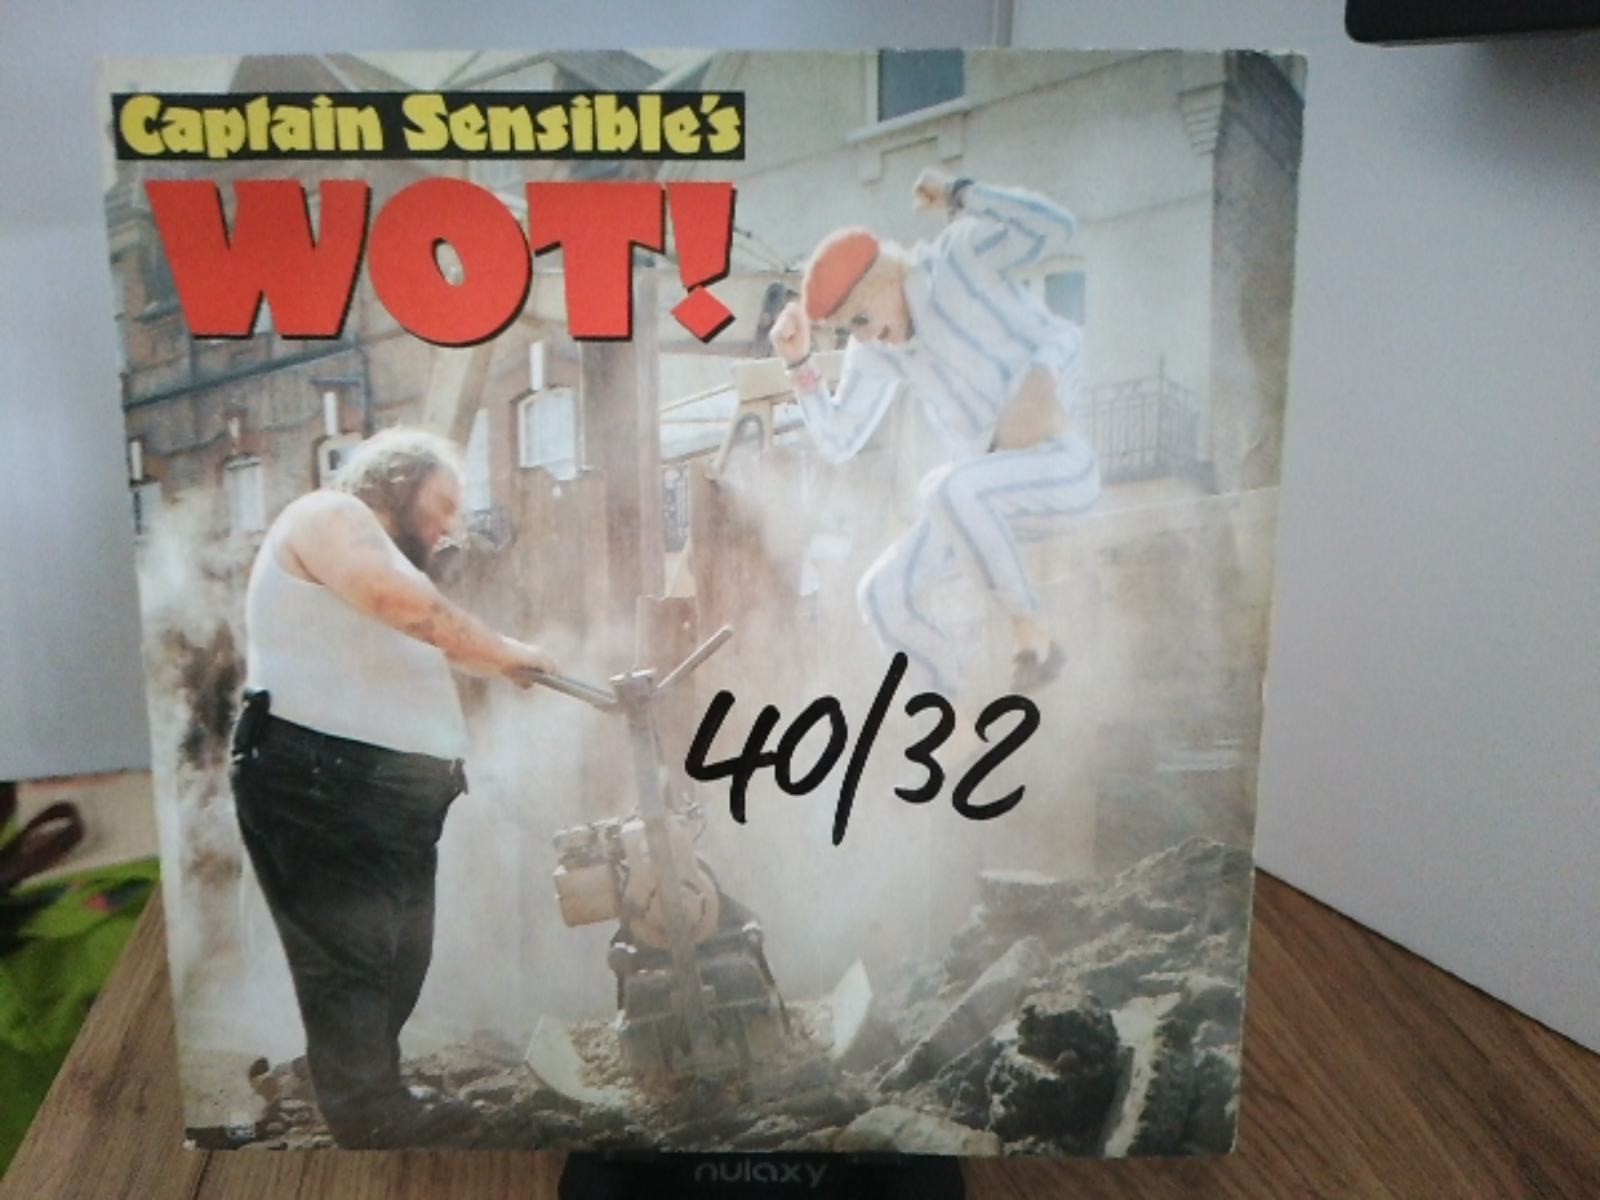 Captain Sensible's
WOT!
40/32
nulaxy